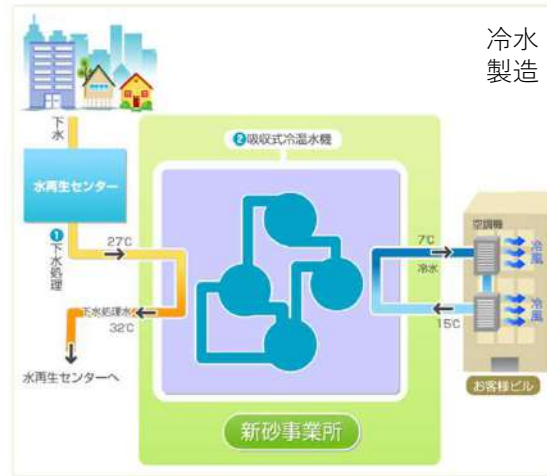 冷水
製造
下水
❷吸収式冷温水機
水再生センター
❶下水処理
27℃
下水処理水
32℃
水再生センターへ
7℃
冷水
15℃
空調機
冷風
冷風
お客様ビル
新砂事業所